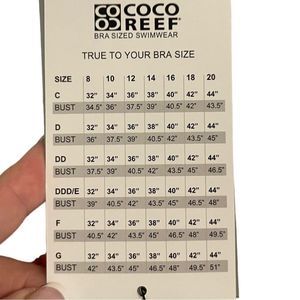 COCO
REEF
BRA SIZED SWIMWEAR
TRUE TO YOUR BRA SIZE
SIZE 8 10 12 14 16 18 20
C 32" 34" 36" 38" 40" 42" 44"
BUST 34.5" 36" 37.5" 39" 40.5" 42" 43.5"
D 32" 34" 36" 38" 40" 42" 44"
BUST 36" 37.5" 39" 40.5" 42" 43.5" 45"
DD 32" 34" 36" 38" 40" 42" 44"
BUST 37.5" 39" 40.5" 42" 43.5" 45" 46.5"
DDD/E 32" 34" 36" 38" 40" 42" 44"
BUST 39" 40.5" 42" 43.5" 45" 46.5" 48"
F 32" 34" 36" 38" 40" 42" 44"
BUST 40.5" 42" 43.5" 45" 46.5" 48" 49.5"
G 32" 34" 36" 38" 40" 42" 44"
BUST 42" 43.5" 45" 46.5" 48" 49.5" 51"